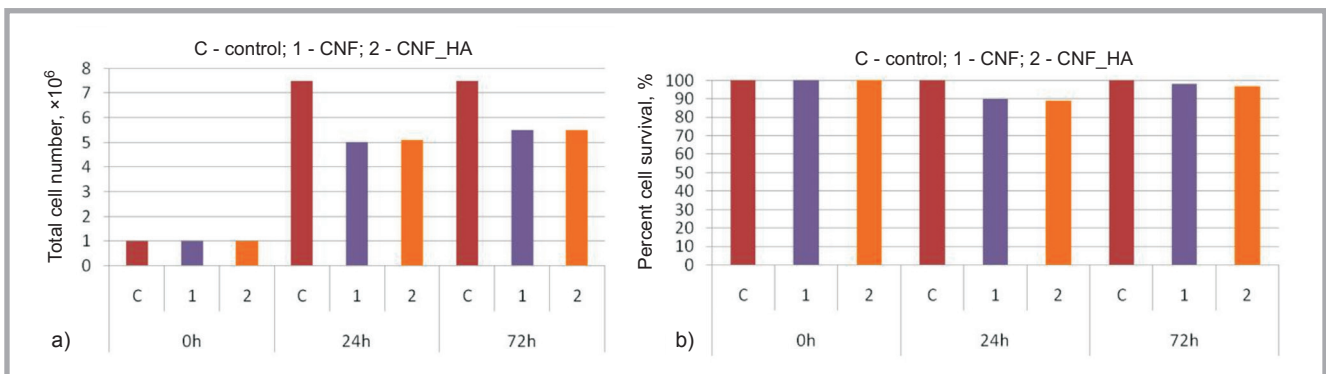 C - control; 1 - CNF; 2 - CNF_HA
Total cell number, ×10⁶
8
7
6
5
4
3
2
1
0
C 1 2 C 1 2 C 1 2
0h 24h 72h
a)
C - control; 1 - CNF; 2 - CNF_HA
Percent cell survival, %
100
90
80
70
60
50
40
30
20
10
0
C 1 2 C 1 2 C 1 2
0h 24h 72h
b)